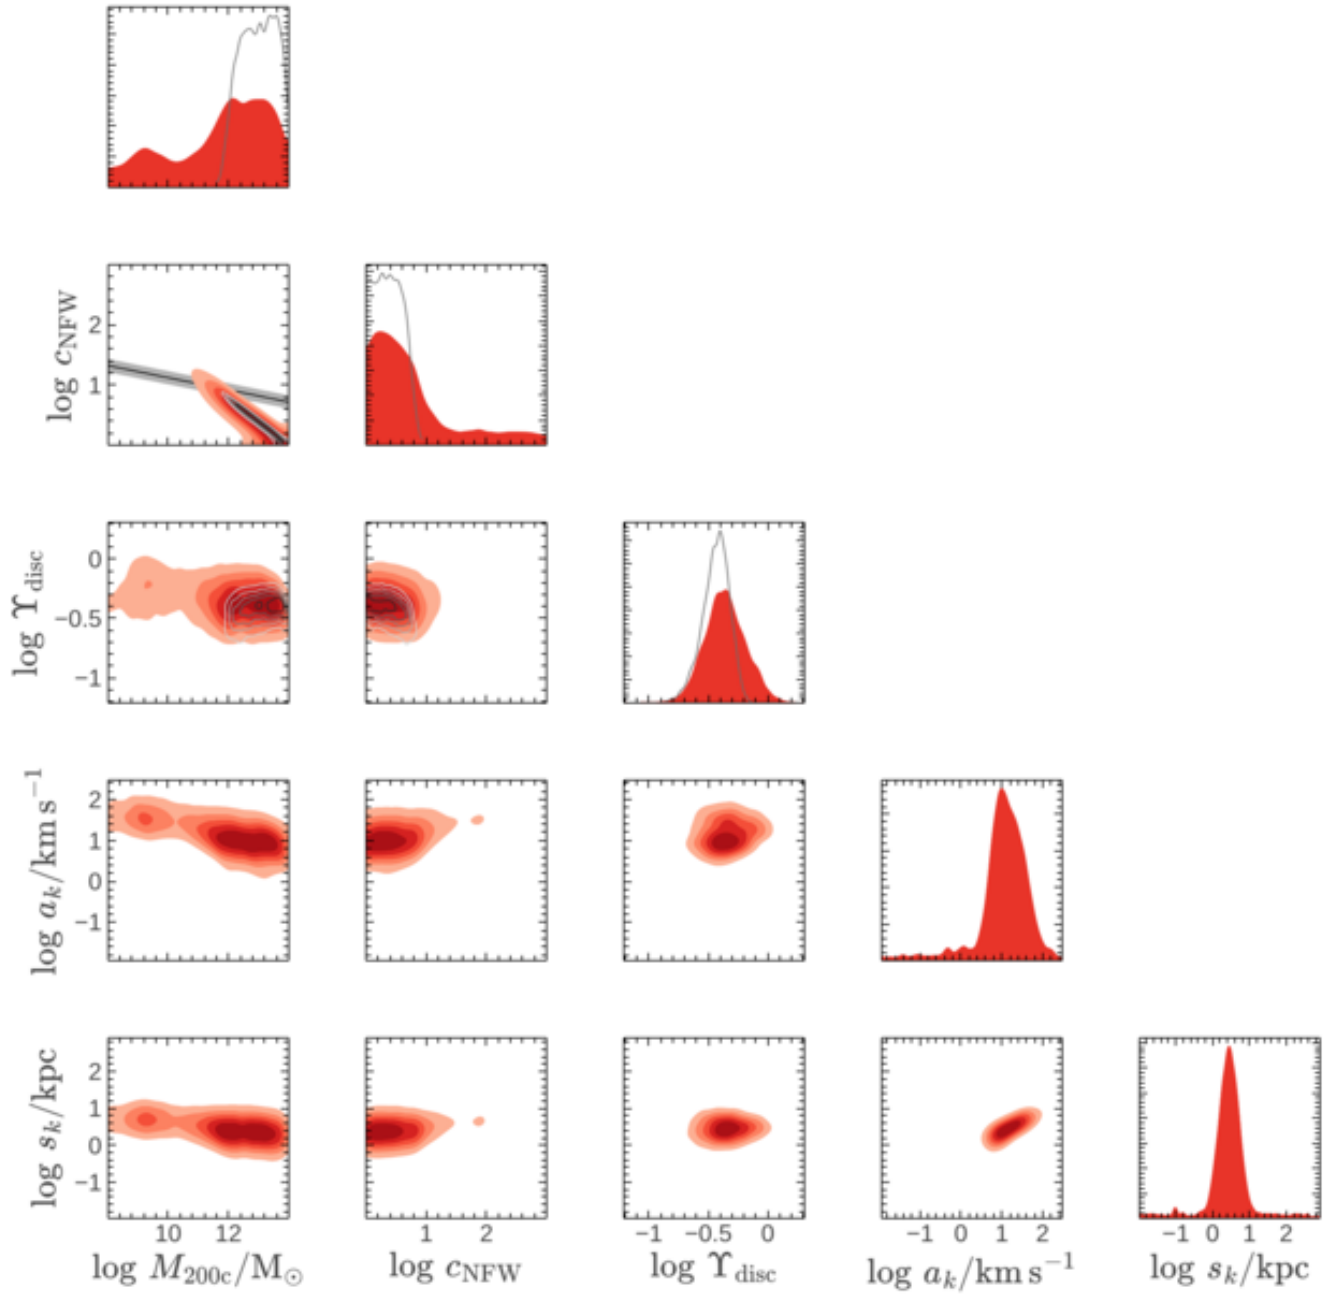 2
1
log c_NFW
0
−0.5
−1
log ϒ_disc
2
1
0
−1
log a_k/km s⁻¹
2
1
0
−1
log s_k/kpc
10 12
1 2
−1 −0.5 0
−1 0 1 2
−1 0 1 2
log M_200c/M_⊙
log c_NFW
log ϒ_disc
log a_k/km s⁻¹
log s_k/kpc